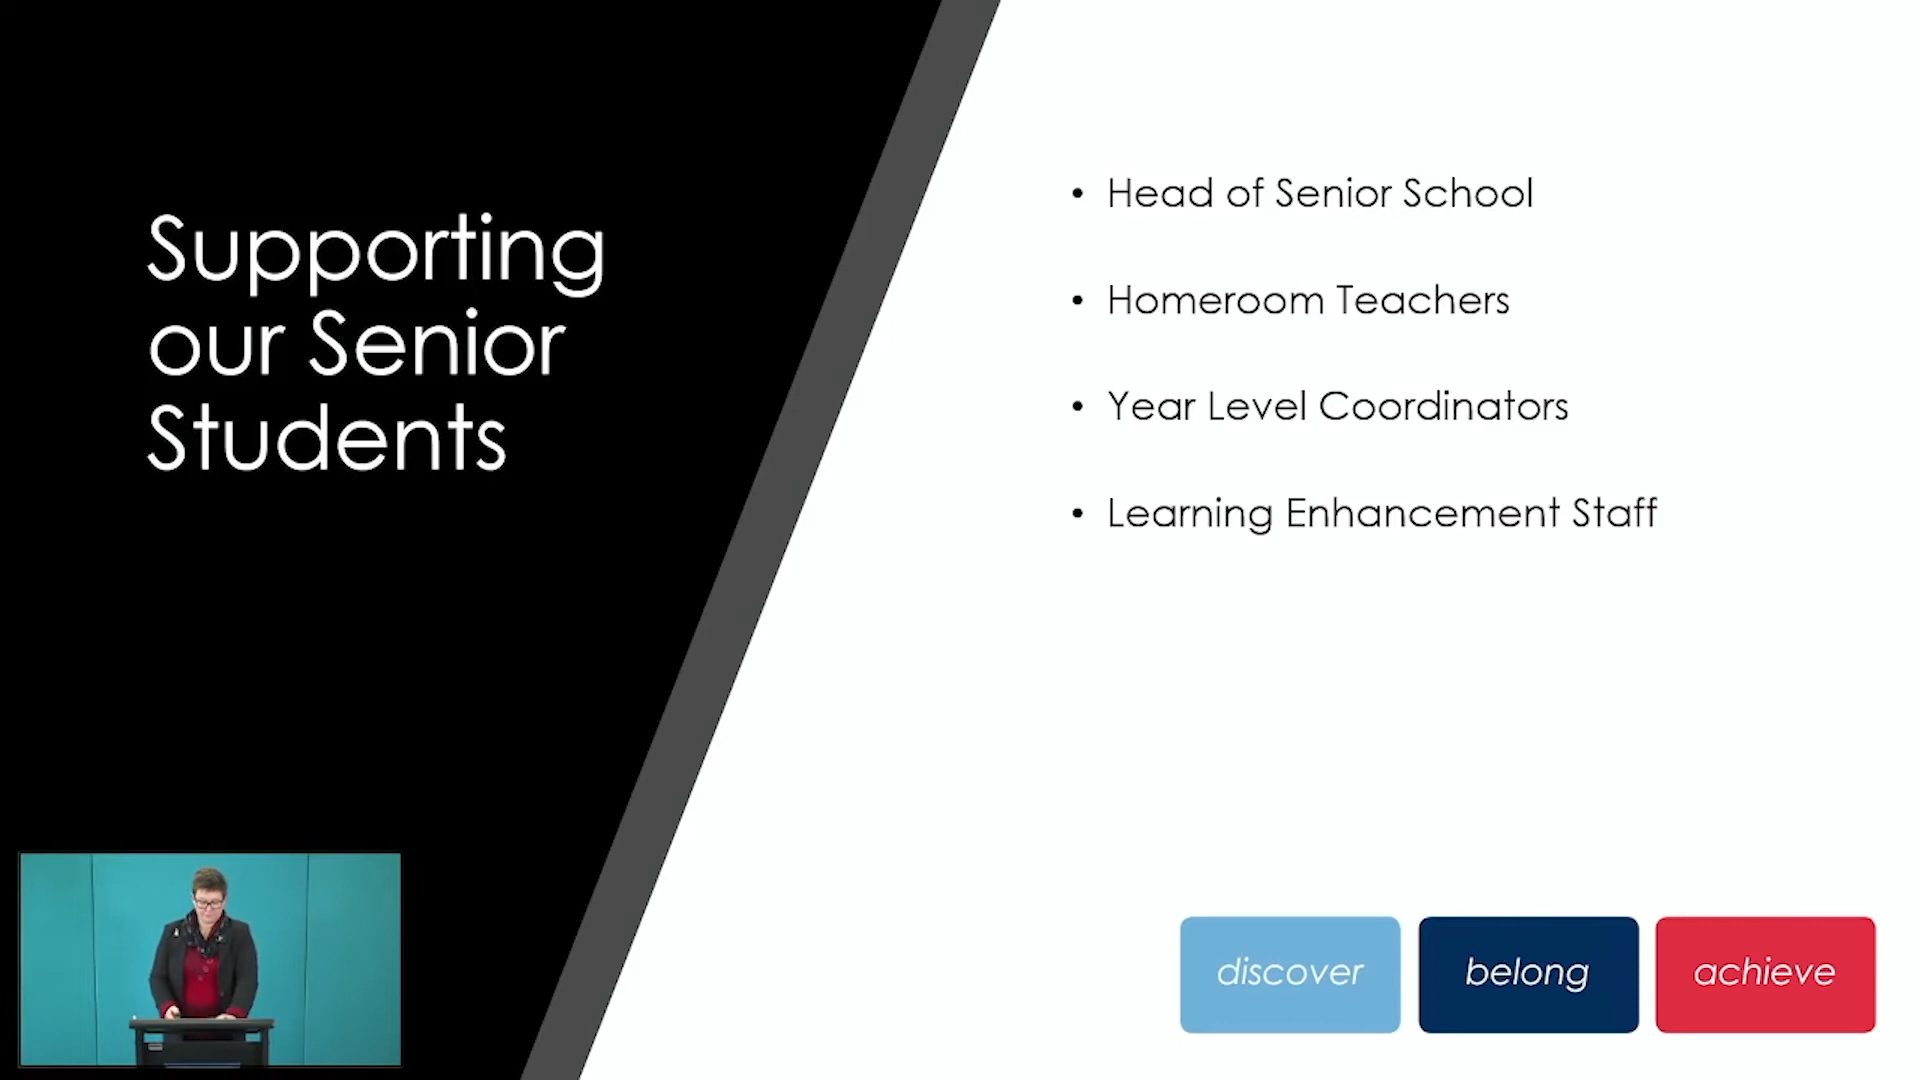 Supporting
our Senior
Students
• Head of Senior School
• Homeroom Teachers
• Year Level Coordinators
• Learning Enhancement Staff
discover
belong
achieve